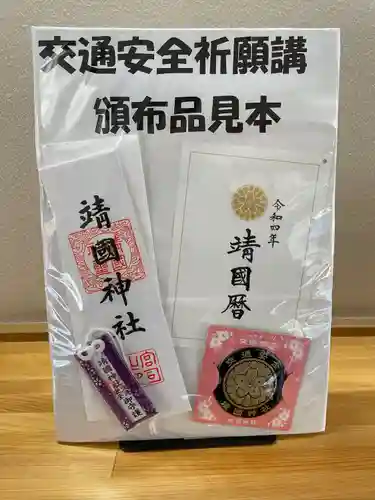 交通安全祈願講
頒布品見本
靖國神社
令和四年
靖國暦
交通安全
靖國神社